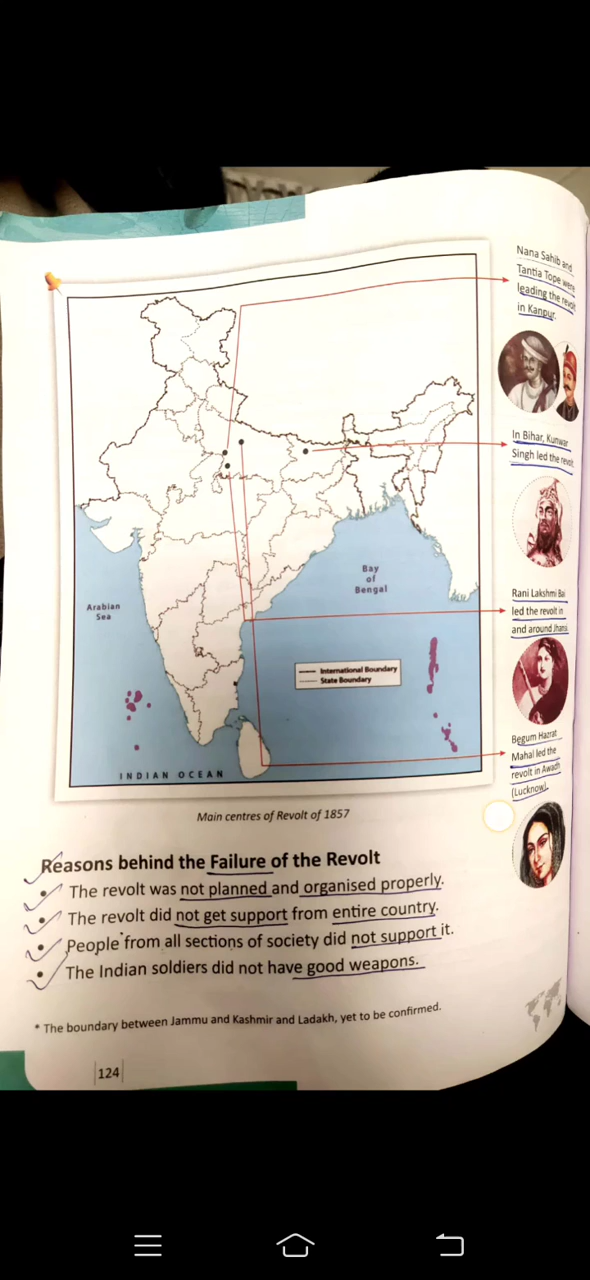 Nana Sahib and
Tantia Tope were
leading the revolt
in Kanpur.
In Bihar, Kunwar
Singh led the revolt.
Bay
of
Bengal
Arabian
Sea
Rani Lakshmi Bai
led the revolt in
and around Jhansi.
International Boundary
State Boundary
Begum Hazrat
Mahal led the
revolt in Awadh
(Lucknow).
INDIAN OCEAN
Main centres of Revolt of 1857
Reasons behind the Failure of the Revolt
• The revolt was not planned and organised properly.
• The revolt did not get support from entire country.
• People from all sections of society did not support it.
• The Indian soldiers did not have good weapons.
* The boundary between Jammu and Kashmir and Ladakh, yet to be confirmed.
124